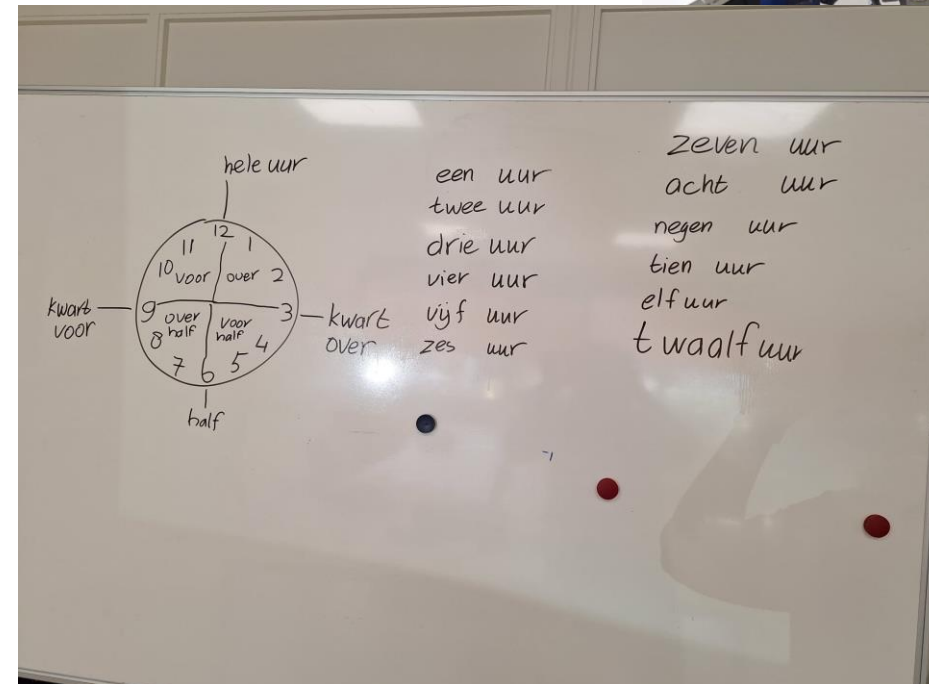 hele uur
12
11 1
10 voor over 2
kwart voor
9 3
kwart over
over half
voor half
8 4
7 5
6
half
een uur
twee uur
drie uur
vier uur
vijf uur
zes uur
zeven uur
acht uur
negen uur
tien uur
elf uur
twaalf uur